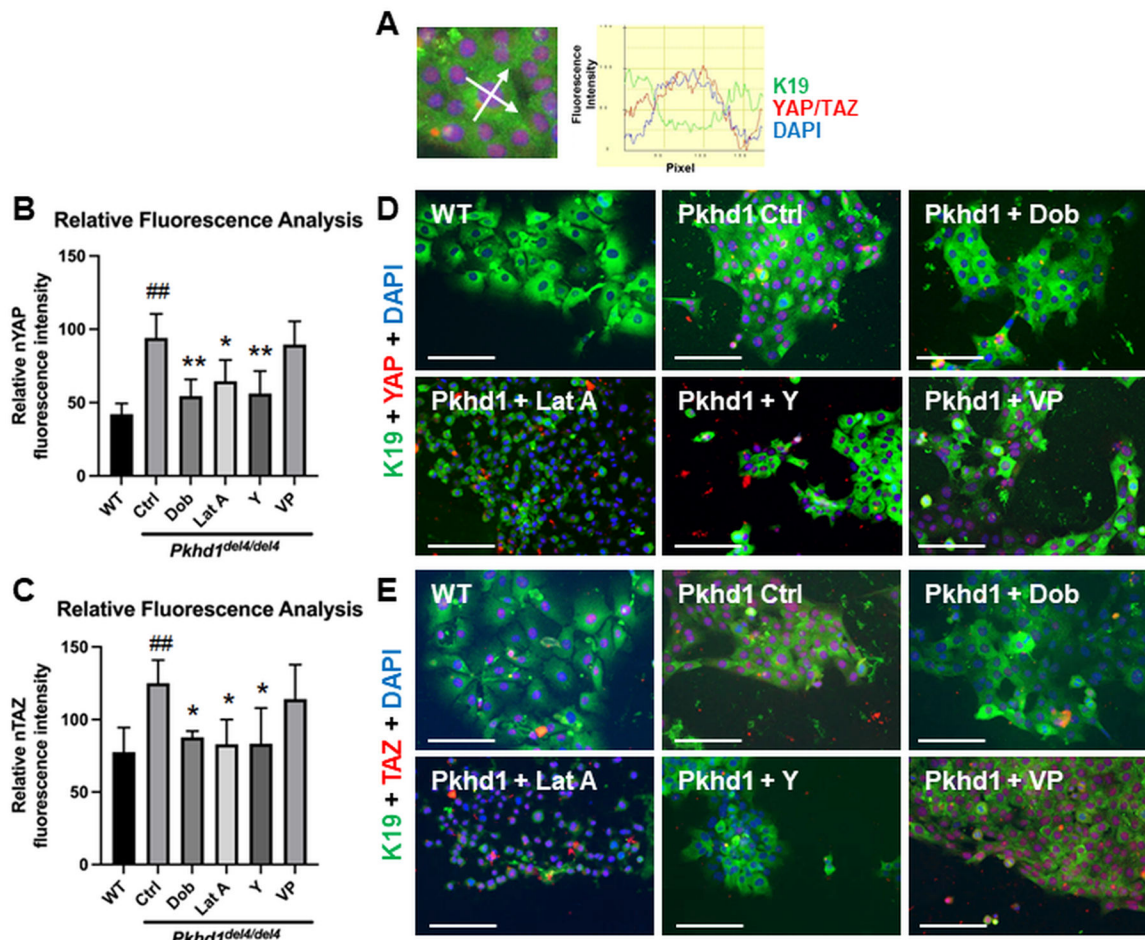 A
Fluorescence
Intensity
Pixel
K19
YAP/TAZ
DAPI
B
Relative Fluorescence Analysis
Relative nYAP
fluorescence intensity
150
100
50
0
##
**
*
**
WT
Ctrl
Dob
Lat A
Y
VP
Pkhd1del4/del4
C
Relative Fluorescence Analysis
Relative nTAZ
fluorescence intensity
150
100
50
0
##
*
*
*
WT
Ctrl
Dob
Lat A
Y
VP
Pkhd1del4/del4
D
K19 + YAP + DAPI
WT
Pkhd1 Ctrl
Pkhd1 + Dob
Pkhd1 + Lat A
Pkhd1 + Y
Pkhd1 + VP
E
K19 + TAZ + DAPI
WT
Pkhd1 Ctrl
Pkhd1 + Dob
Pkhd1 + Lat A
Pkhd1 + Y
Pkhd1 + VP